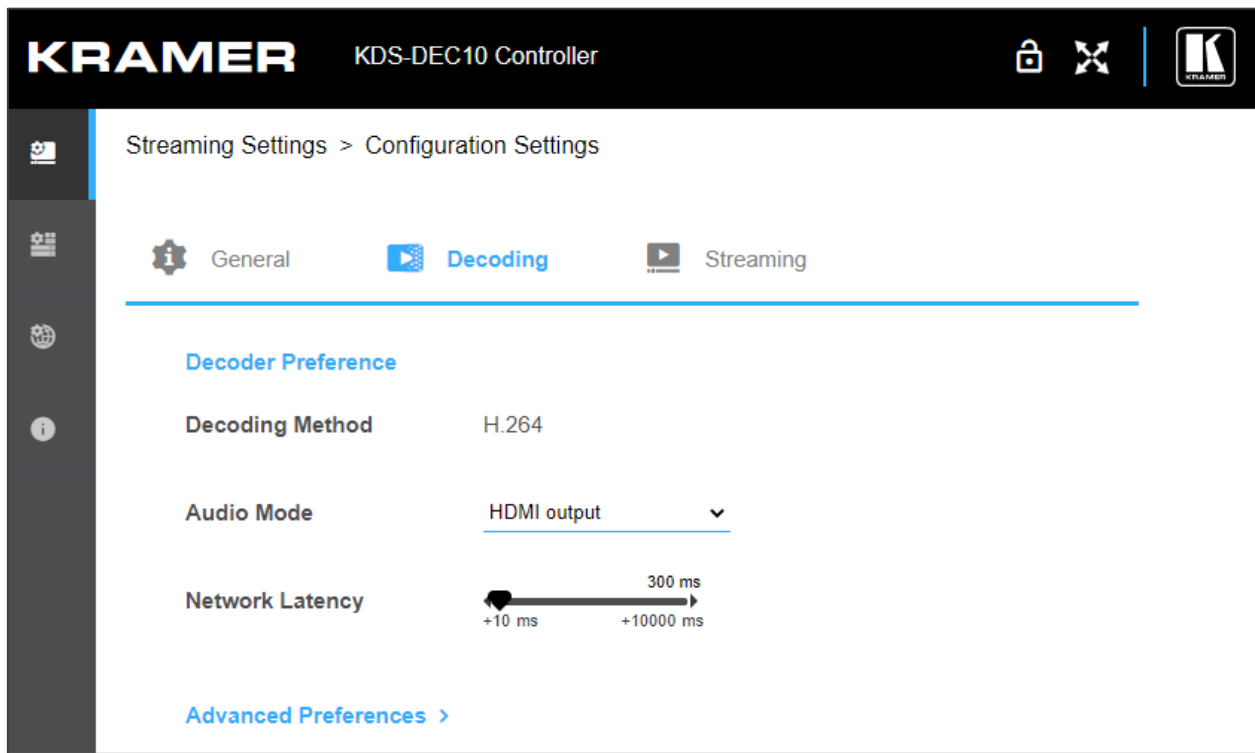 KRAMER KDS-DEC10 Controller
KRAMER
Streaming Settings > Configuration Settings
General Decoding Streaming
Decoder Preference
Decoding Method H.264
Audio Mode HDMI output
300 ms
Network Latency
+10 ms +10000 ms
Advanced Preferences >